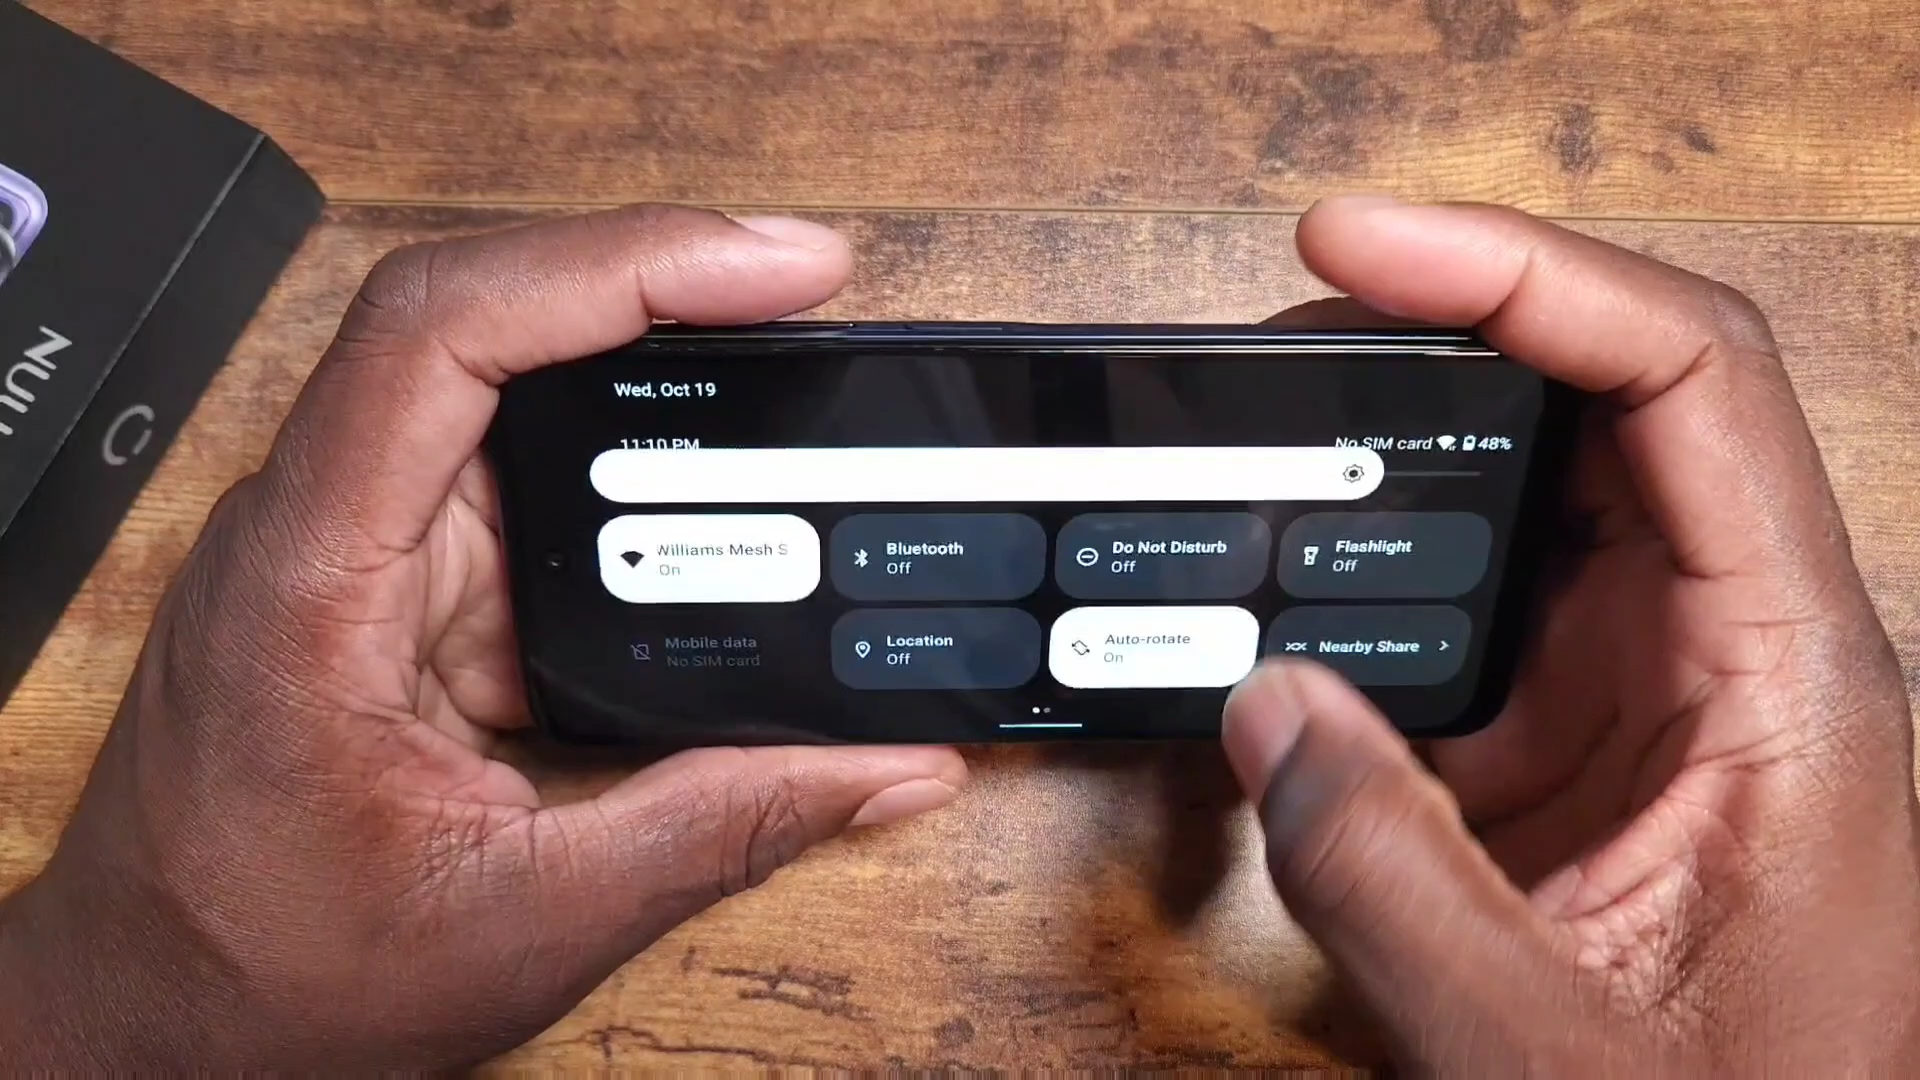 Wed, Oct 19
11:10 PM
No SIM card 48%
Williams Mesh S
On
Bluetooth
Off
Do Not Disturb
Off
Flashlight
Off
Mobile data
No SIM card
Location
Off
Auto-rotate
On
Nearby Share